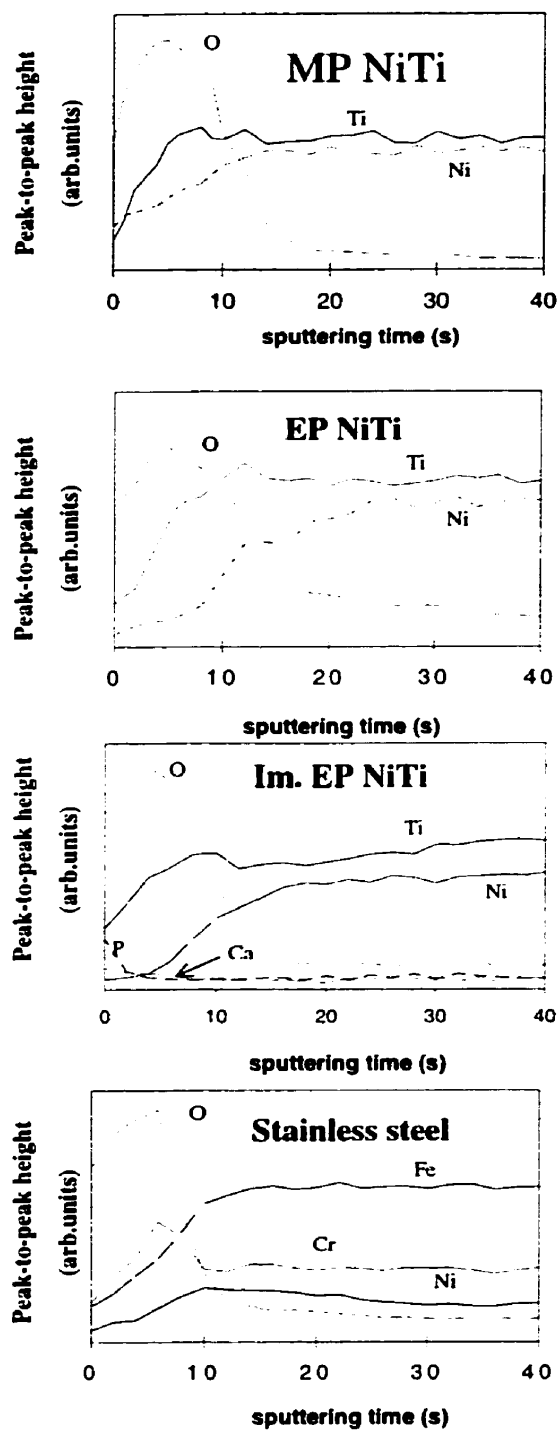 O
MP NiTi
Ti
Ni
Peak-to-peak height
(arb.units)
0 10 20 30 40
sputtering time (s)
O
EP NiTi
Ti
Ni
Peak-to-peak height
(arb.units)
0 10 20 30 40
sputtering time (s)
O
Im. EP NiTi
Ti
Ni
P
Ca
Peak-to-peak height
(arb.units)
0 10 20 30 40
sputtering time (s)
O
Stainless steel
Fe
Cr
Ni
Peak-to-peak height
(arb.units)
0 10 20 30 40
sputtering time (s)